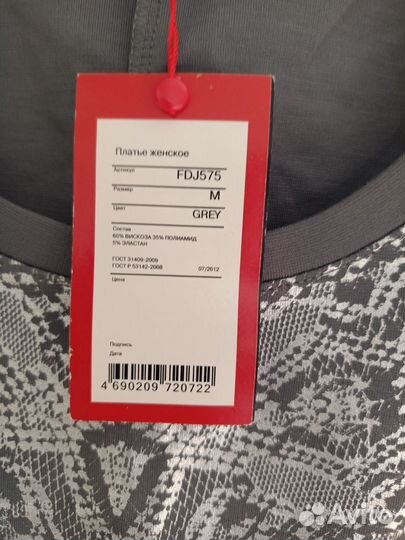 Платье женское
Артикул
FDJ575
Размер
M
Цвет
GREY
Состав
60% ВИСКОЗА 35% ПОЛИАМИД
5% ЭЛАСТАН
ГОСТ 31409-2009
ГОСТ Р 53142-2008 07/2012
Цена
Подпись
Дата
4 690209 720722
Avito